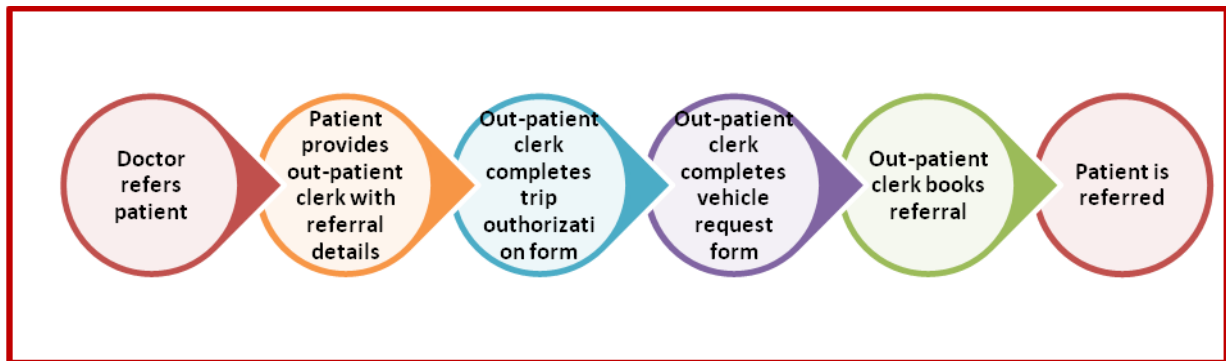 Doctor
refers
patient
Patient
provides
out-patient
clerk with
referral
details
Out-patient
clerk
completes
trip
outhorizati
on form
Out-patient
clerk
completes
vehicle
request
form
Out-patient
clerk books
referral
Patient is
referred